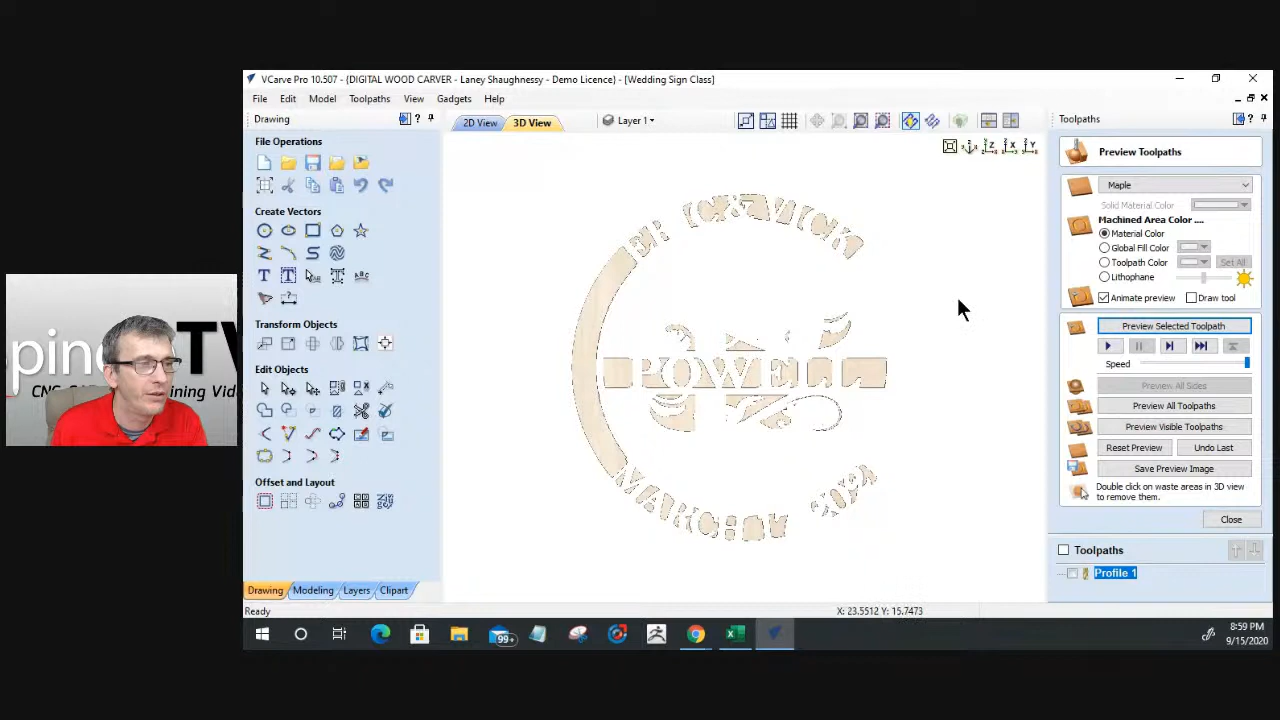 VCarve Pro 10.507 - {DIGITAL WOOD CARVER - Laney Shaughnessy - Demo Licence} - [Wedding Sign Class]
File Edit Model Toolpaths View Gadgets Help
Drawing
2D View 3D View Layer 1
Toolpaths
File Operations
Create Vectors
Transform Objects
Edit Objects
Offset and Layout
Drawing Modeling Layers Clipart
POWELL
Preview Toolpaths
Maple
Solid Material Color
Machined Area Color ....
Material Color
Global Fill Color
Toolpath Color Set All
Lithophane
Animate preview Draw tool
Preview Selected Toolpath
Speed
Preview All Sides
Preview All Toolpaths
Preview Visible Toolpaths
Reset Preview Undo Last
Save Preview Image
Double click on waste areas in 3D view
to remove them.
Close
Toolpaths
Profile 1
Ready
X: 23.5512 Y: 15.7473
99+
8:59 PM
9/15/2020